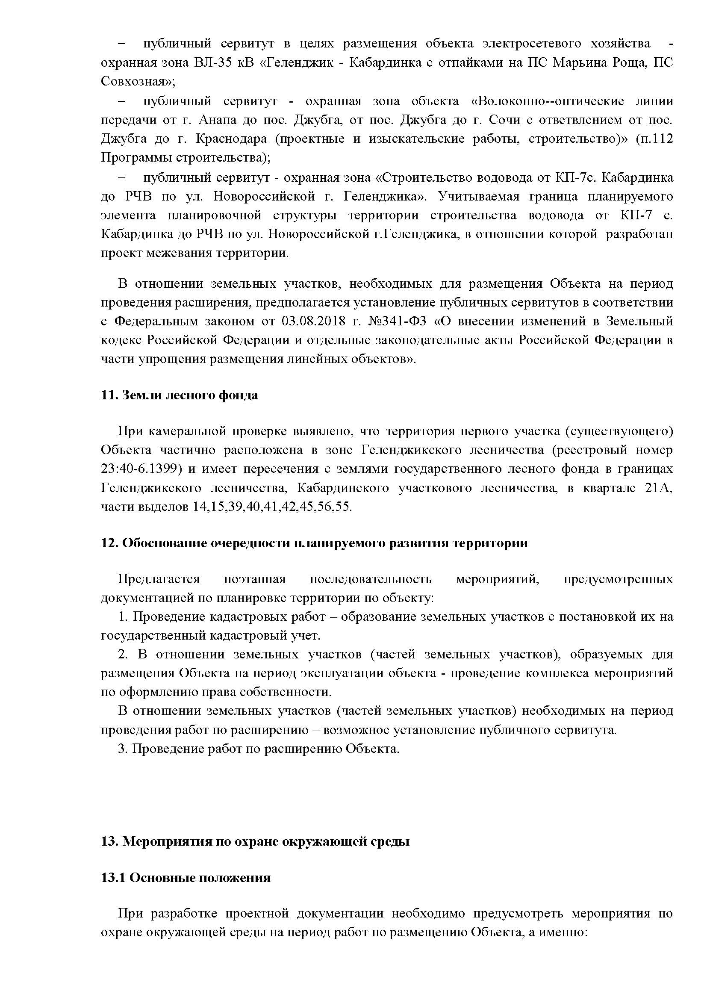 – публичный сервитут в целях размещения объекта электросетевого хозяйства -
охранная зона ВЛ-35 кВ «Геленджик - Кабардинка с отпайками на ПС Марьина Роща, ПС
Совхозная»;
– публичный сервитут - охранная зона объекта «Волоконно--оптические линии
передачи от г. Анапа до пос. Джубга, от пос. Джубга до г. Сочи с ответвлением от пос.
Джубга до г. Краснодара (проектные и изыскательские работы, строительство)» (п.112
Программы строительства);
– публичный сервитут - охранная зона «Строительство водовода от КП-7с. Кабардинка
до РЧВ по ул. Новороссийской г. Геленджика». Учитываемая граница планируемого
элемента планировочной структуры территории строительства водовода от КП-7 с.
Кабардинка до РЧВ по ул. Новороссийской г.Геленджика, в отношении которой разработан
проект межевания территории.
В отношении земельных участков, необходимых для размещения Объекта на период
проведения расширения, предполагается установление публичных сервитутов в соответствии
с Федеральным законом от 03.08.2018 г. №341-ФЗ «О внесении изменений в Земельный
кодекс Российской Федерации и отдельные законодательные акты Российской Федерации в
части упрощения размещения линейных объектов».
11. Земли лесного фонда
При камеральной проверке выявлено, что территория первого участка (существующего)
Объекта частично расположена в зоне Геленджикского лесничества (реестровый номер
23:40-6.1399) и имеет пересечения с землями государственного лесного фонда в границах
Геленджикского лесничества, Кабардинского участкового лесничества, в квартале 21А,
части выделов 14,15,39,40,41,42,45,56,55.
12. Обоснование очередности планируемого развития территории
Предлагается поэтапная последовательность мероприятий, предусмотренных
документацией по планировке территории по объекту:
1. Проведение кадастровых работ – образование земельных участков с постановкой их на
государственный кадастровый учет.
2. В отношении земельных участков (частей земельных участков), образуемых для
размещения Объекта на период эксплуатации объекта - проведение комплекса мероприятий
по оформлению права собственности.
В отношении земельных участков (частей земельных участков) необходимых на период
проведения работ по расширению – возможное установление публичного сервитута.
3. Проведение работ по расширению Объекта.
13. Мероприятия по охране окружающей среды
13.1 Основные положения
При разработке проектной документации необходимо предусмотреть мероприятия по
охране окружающей среды на период работ по размещению Объекта, а именно: